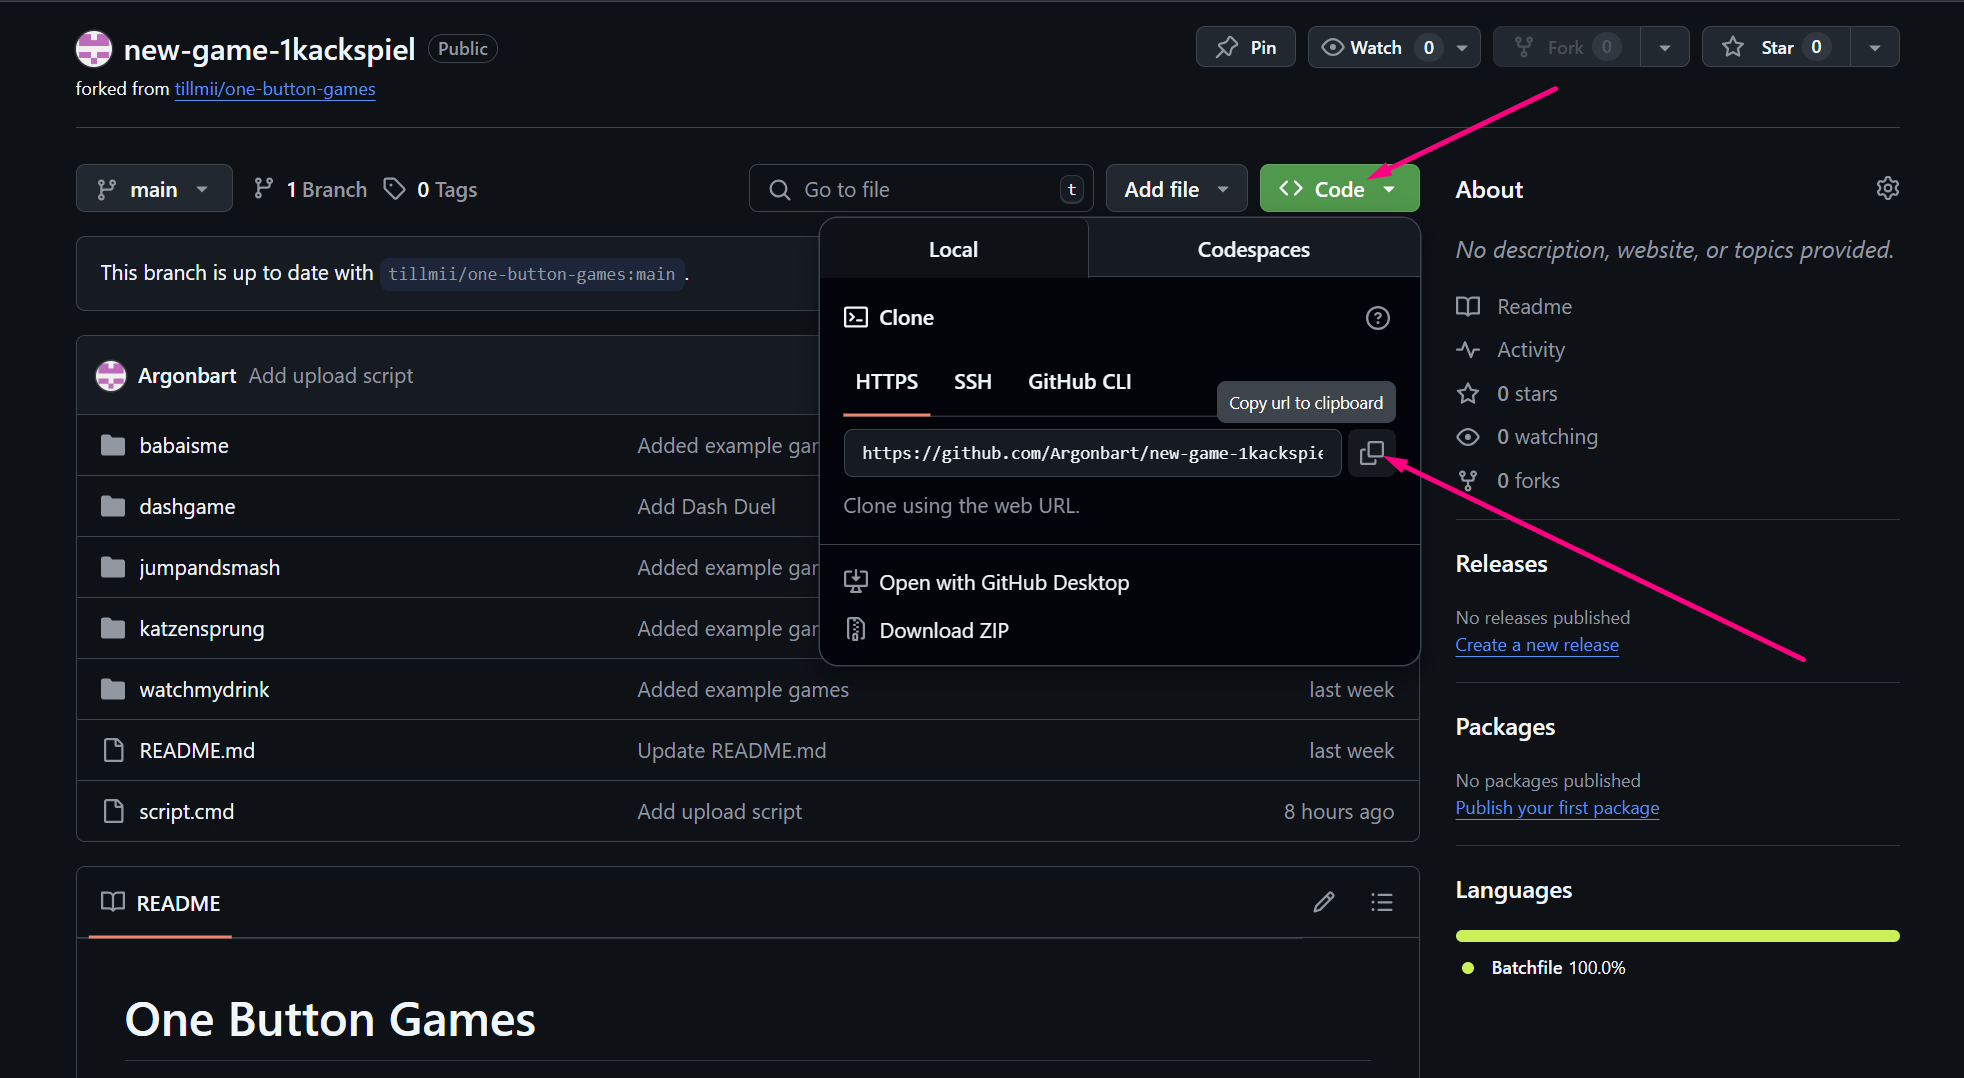 new-game-1kackspiel Public
Pin Watch 0 Fork 0 Star 0
forked from tillmii/one-button-games
main 1 Branch 0 Tags
Go to file t Add file Code
This branch is up to date with tillmii/one-button-games:main.
Local Codespaces
Clone
HTTPS SSH GitHub CLI
Copy url to clipboard
https://github.com/Argonbart/new-game-1kackspie
Clone using the web URL.
Open with GitHub Desktop
Download ZIP
Argonbart Add upload script
babaisme Added example gam
dashgame Add Dash Duel
jumpandsmash Added example gam
katzensprung Added example gam
watchmydrink Added example games last week
README.md Update README.md last week
script.cmd Add upload script 8 hours ago
README
One Button Games
About
No description, website, or topics provided.
Readme
Activity
0 stars
0 watching
0 forks
Releases
No releases published
Create a new release
Packages
No packages published
Publish your first package
Languages
Batchfile 100.0%